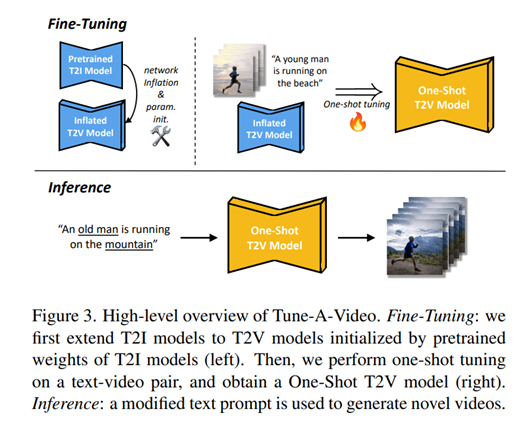 Fine-Tuning
Pretrained
T2I Model
network
Inflation
&
param.
init.
Inflated
T2V Model
"A young man
is running on
the beach"
Inflated
T2V Model
One-shot tuning
One-Shot
T2V Model
Inference
"An old man is running
on the mountain"
One-Shot
T2V Model
Figure 3. High-level overview of Tune-A-Video. Fine-Tuning: we
first extend T2I models to T2V models initialized by pretrained
weights of T2I models (left). Then, we perform one-shot tuning
on a text-video pair, and obtain a One-Shot T2V model (right).
Inference: a modified text prompt is used to generate novel videos.